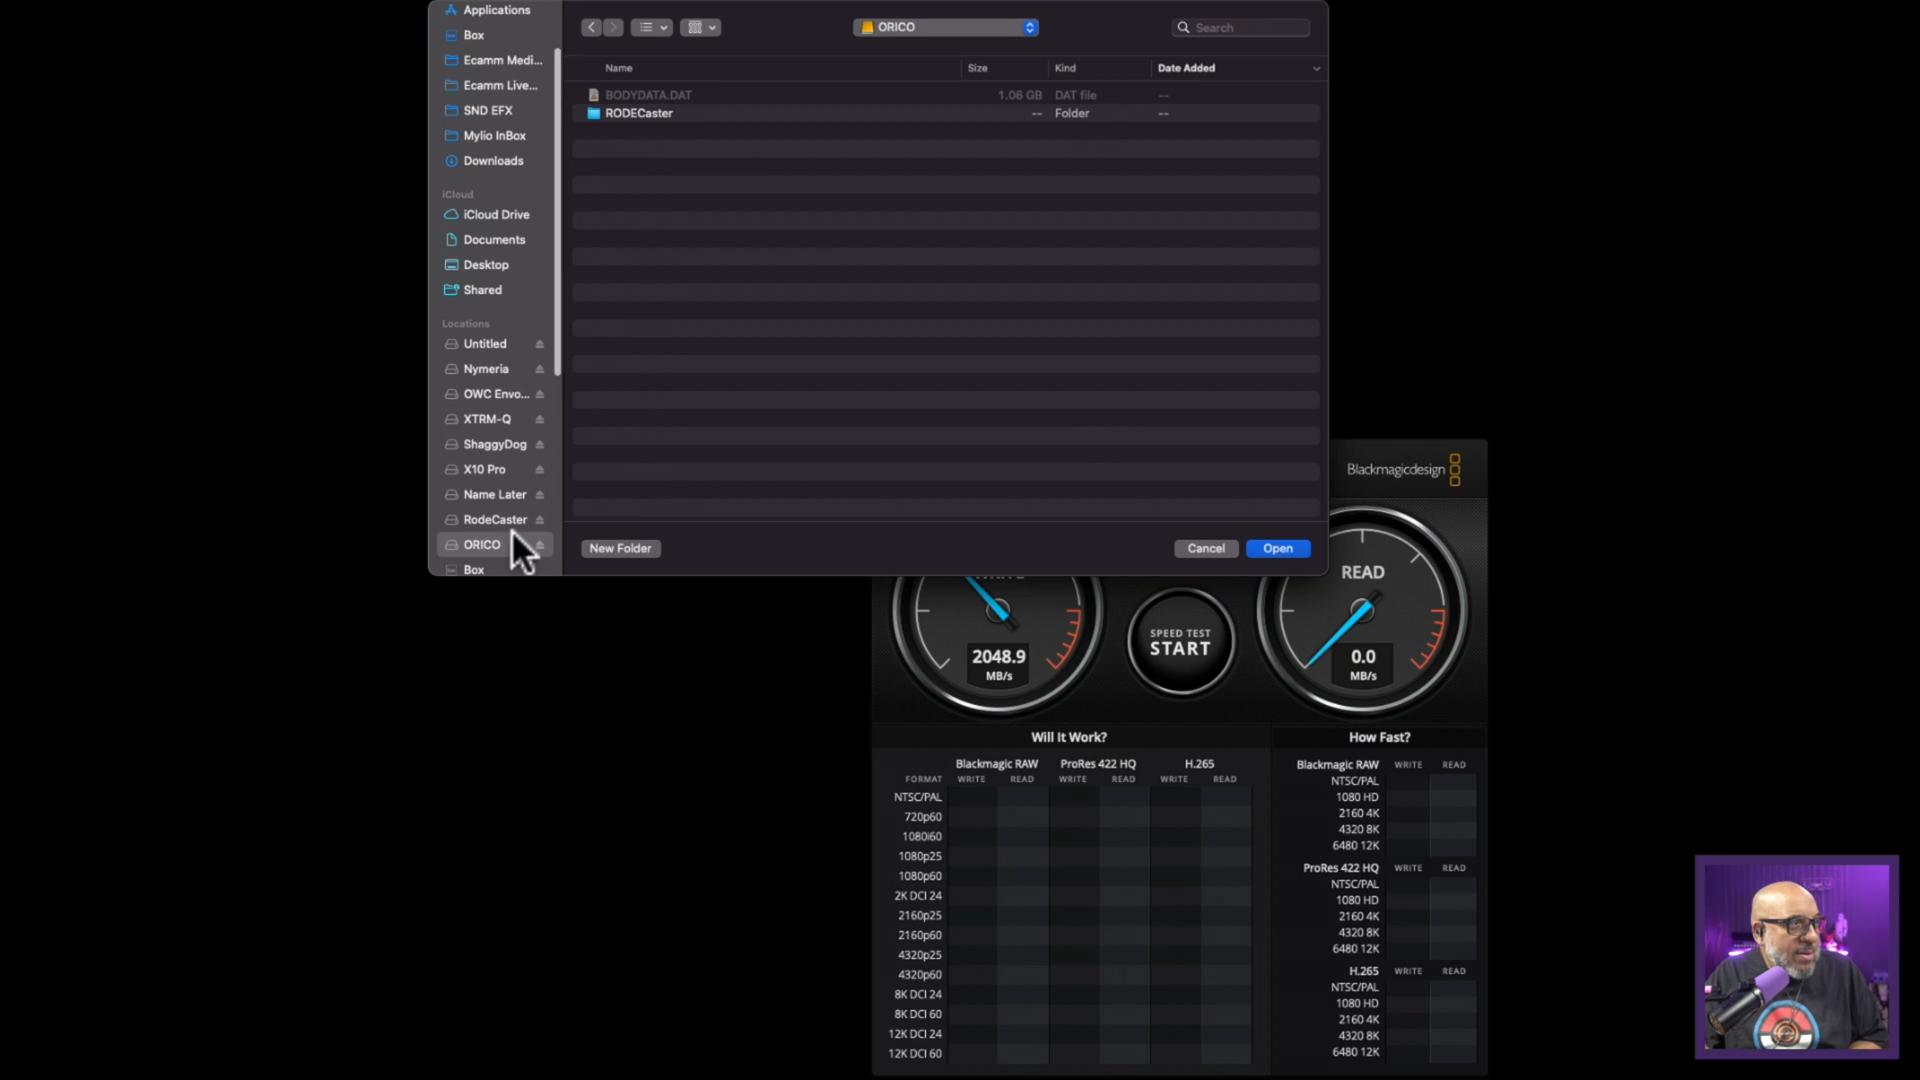 Applications
Box
Ecamm Medi...
Ecamm Live...
SND EFX
Mylio InBox
Downloads
iCloud
iCloud Drive
Documents
Desktop
Shared
Locations
Untitled
Nymeria
OWC Envo...
XTRM-Q
ShaggyDog
X10 Pro
Name Later
RodeCaster
ORICO
Box
ORICO
Search
Name Size Kind Date Added
BODYDATA.DAT 1.06 GB DAT file --
RODECaster -- Folder --
New Folder Cancel Open
Blackmagicdesign
WRITE
2048.9
MB/s
SPEED TEST
START
READ
0.0
MB/s
Will It Work?
Blackmagic RAW ProRes 422 HQ H.265
FORMAT WRITE READ WRITE READ WRITE READ
NTSC/PAL
720p60
1080i60
1080p25
1080p60
2K DCI 24
2160p25
2160p60
4320p25
4320p60
8K DCI 24
8K DCI 60
12K DCI 24
12K DCI 60
How Fast?
Blackmagic RAW WRITE READ
NTSC/PAL
1080 HD
2160 4K
4320 8K
6480 12K
ProRes 422 HQ WRITE READ
NTSC/PAL
1080 HD
2160 4K
4320 8K
6480 12K
H.265 WRITE READ
NTSC/PAL
1080 HD
2160 4K
4320 8K
6480 12K